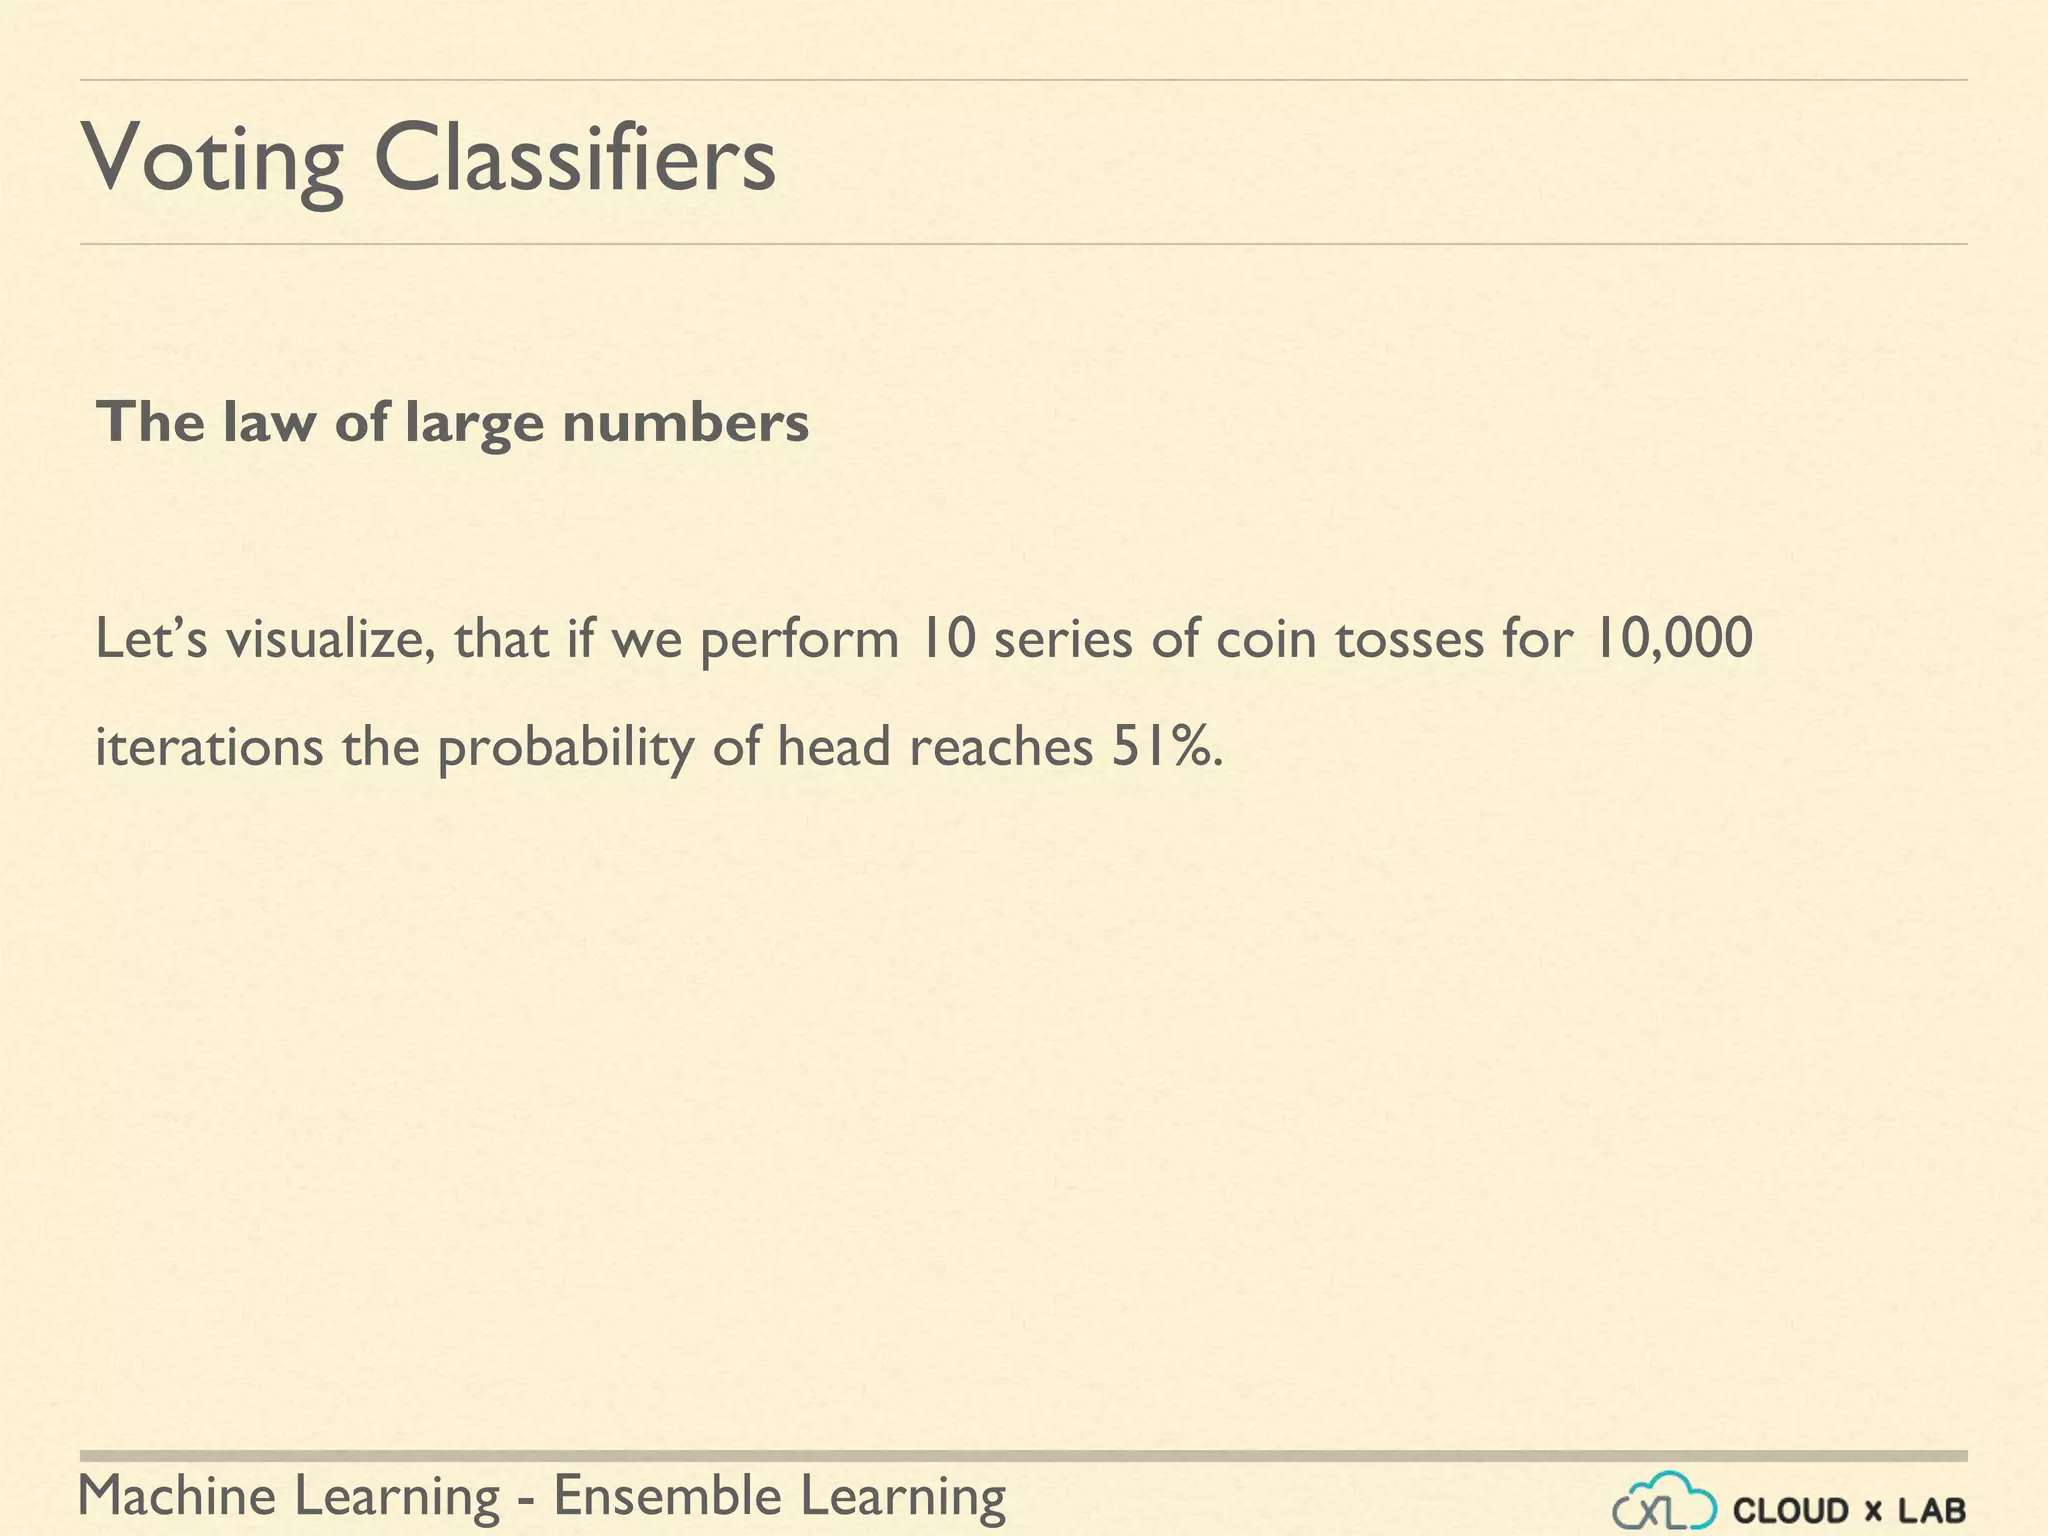 Voting Classifiers
The law of large numbers
Let’s visualize, that if we perform 10 series of coin tosses for 10,000
iterations the probability of head reaches 51%.
Machine Learning - Ensemble Learning
CXL CLOUD x LAB